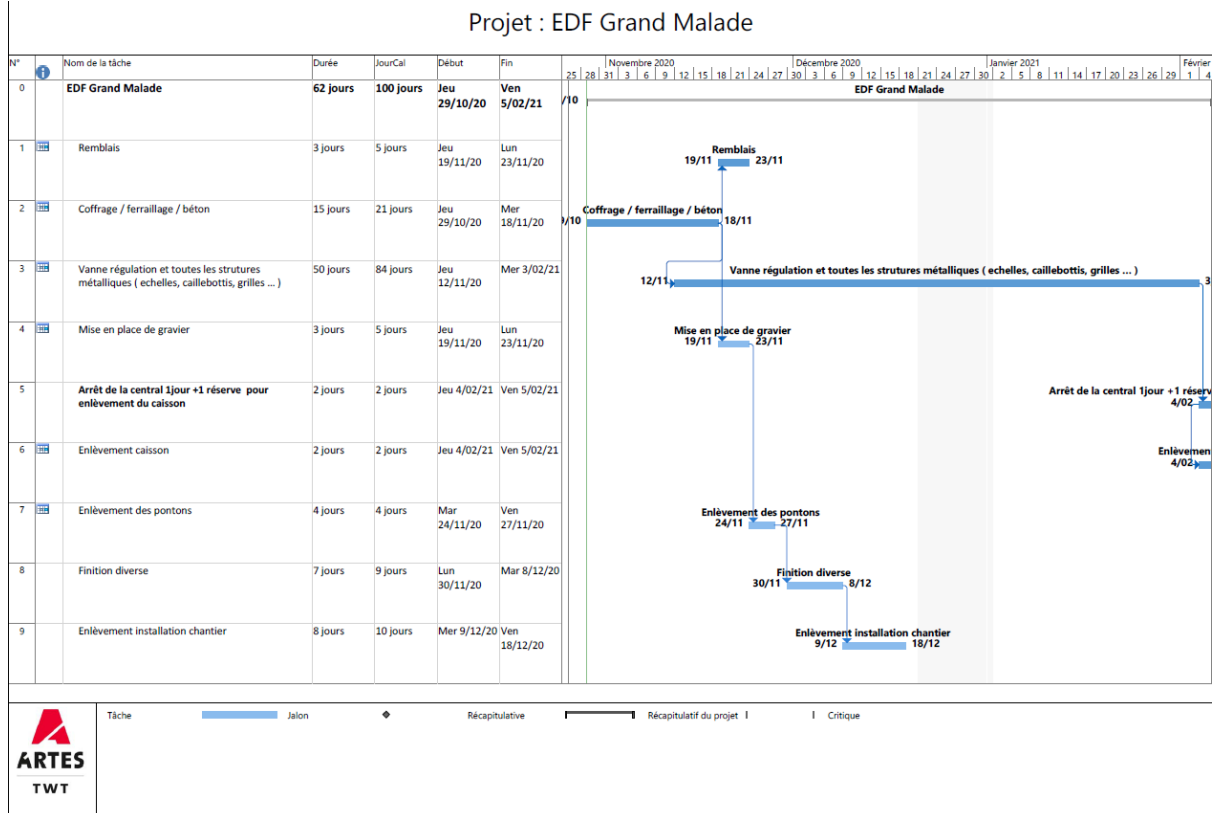 Projet : EDF Grand Malade
N° Nom de la tâche Durée JourCal Début Fin
Novembre 2020 Décembre 2020 Janvier 2021 Février
25 28 31 3 6 9 12 15 18 21 24 27 30 3 6 9 12 15 18 21 24 27 30 2 5 8 11 14 17 20 23 26 29 1 4
0 EDF Grand Malade 62 jours 100 jours Jeu Ven
29/10/20 5/02/21
/10 EDF Grand Malade
1 Remblais 3 jours 5 jours Jeu Lun
19/11/20 23/11/20
Remblais
19/11 23/11
2 Coffrage / ferraillage / béton 15 jours 21 jours Jeu Mer
29/10/20 18/11/20
Coffrage / ferraillage / béton
9/10 18/11
3 Vanne régulation et toutes les strutures 50 jours 84 jours Jeu Mer 3/02/21
métalliques ( echelles, caillebottis, grilles ... ) 12/11/20
Vanne régulation et toutes les strutures métalliques ( echelles, caillebottis, grilles ... )
12/11 3
4 Mise en place de gravier 3 jours 5 jours Jeu Lun
19/11/20 23/11/20
Mise en place de gravier
19/11 23/11
5 Arrêt de la central 1jour +1 réserve pour 2 jours 2 jours Jeu 4/02/21 Ven 5/02/21
enlèvement du caisson
Arrêt de la central 1jour +1 réserv
4/02
6 Enlèvement caisson 2 jours 2 jours Jeu 4/02/21 Ven 5/02/21
Enlèvemen
4/02
7 Enlèvement des pontons 4 jours 4 jours Mar Ven
24/11/20 27/11/20
Enlèvement des pontons
24/11 27/11
8 Finition diverse 7 jours 9 jours Lun Mar 8/12/20
30/11/20
Finition diverse
30/11 8/12
9 Enlèvement installation chantier 8 jours 10 jours Mer 9/12/20 Ven
18/12/20
Enlèvement installation chantier
9/12 18/12
Tâche Jalon Récapitulative Récapitulatif du projet Critique
ARTES
TWT